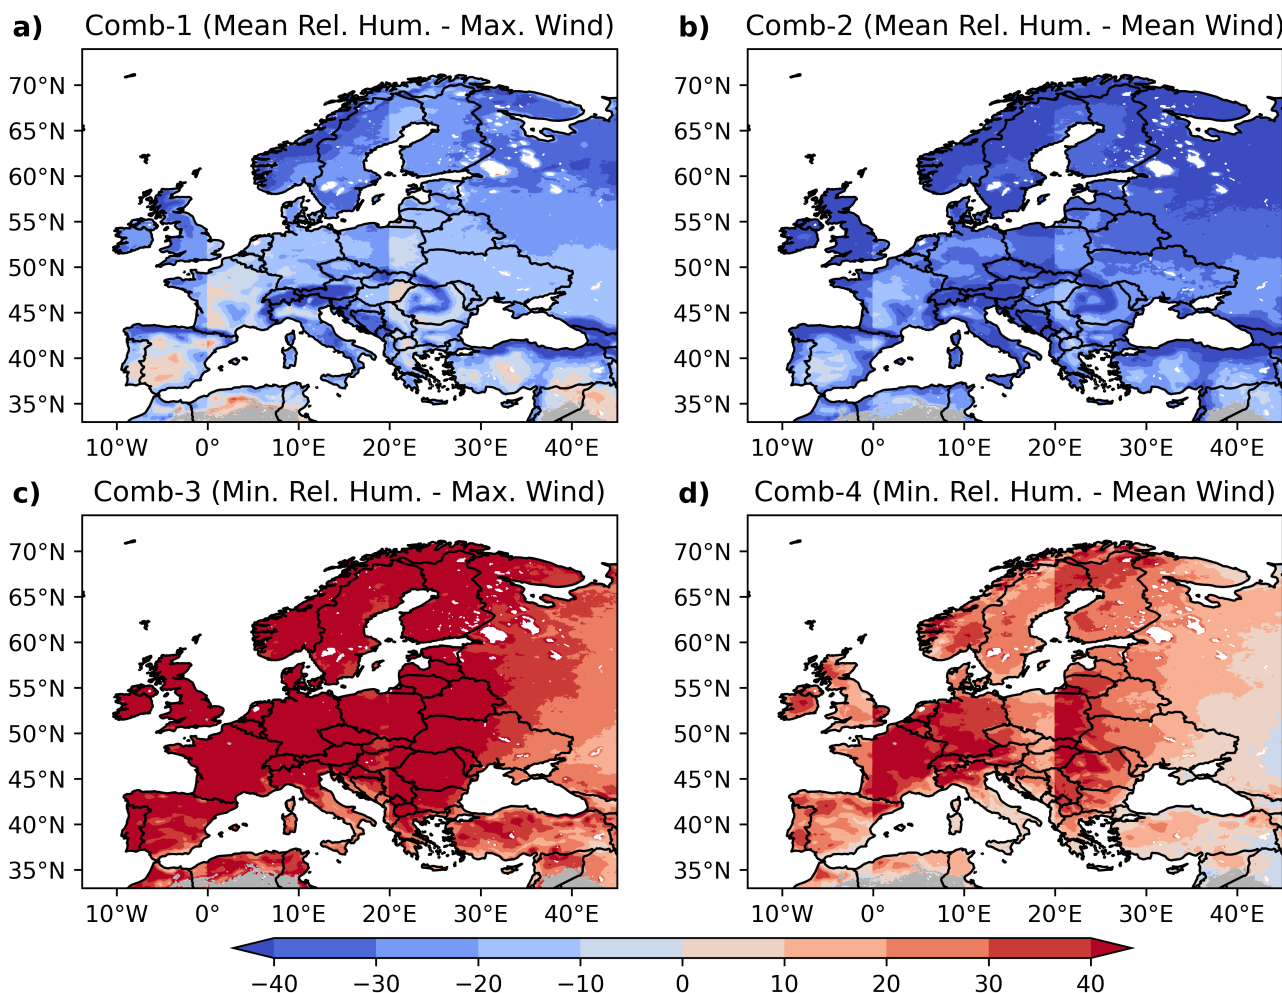 a) Comb-1 (Mean Rel. Hum. - Max. Wind)
70°N
65°N
60°N
55°N
50°N
45°N
40°N
35°N
10°W 0° 10°E 20°E 30°E 40°E
b) Comb-2 (Mean Rel. Hum. - Mean Wind)
70°N
65°N
60°N
55°N
50°N
45°N
40°N
35°N
10°W 0° 10°E 20°E 30°E 40°E
c) Comb-3 (Min. Rel. Hum. - Max. Wind)
70°N
65°N
60°N
55°N
50°N
45°N
40°N
35°N
10°W 0° 10°E 20°E 30°E 40°E
d) Comb-4 (Min. Rel. Hum. - Mean Wind)
70°N
65°N
60°N
55°N
50°N
45°N
40°N
35°N
10°W 0° 10°E 20°E 30°E 40°E
−40 −30 −20 −10 0 10 20 30 40